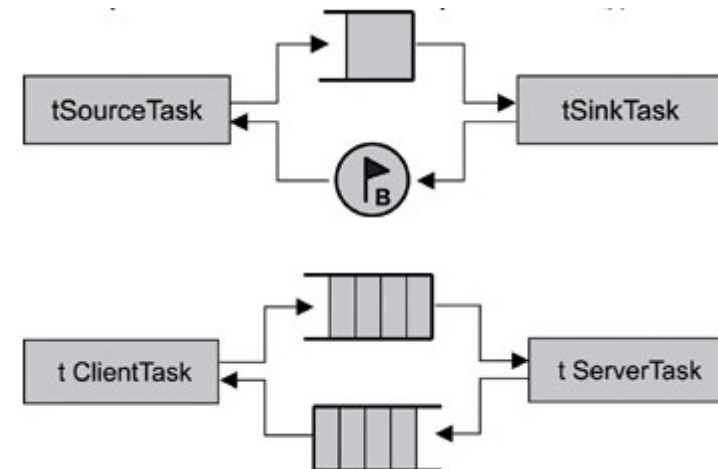 tSourceTask
tSinkTask
B
t ClientTask
t ServerTask